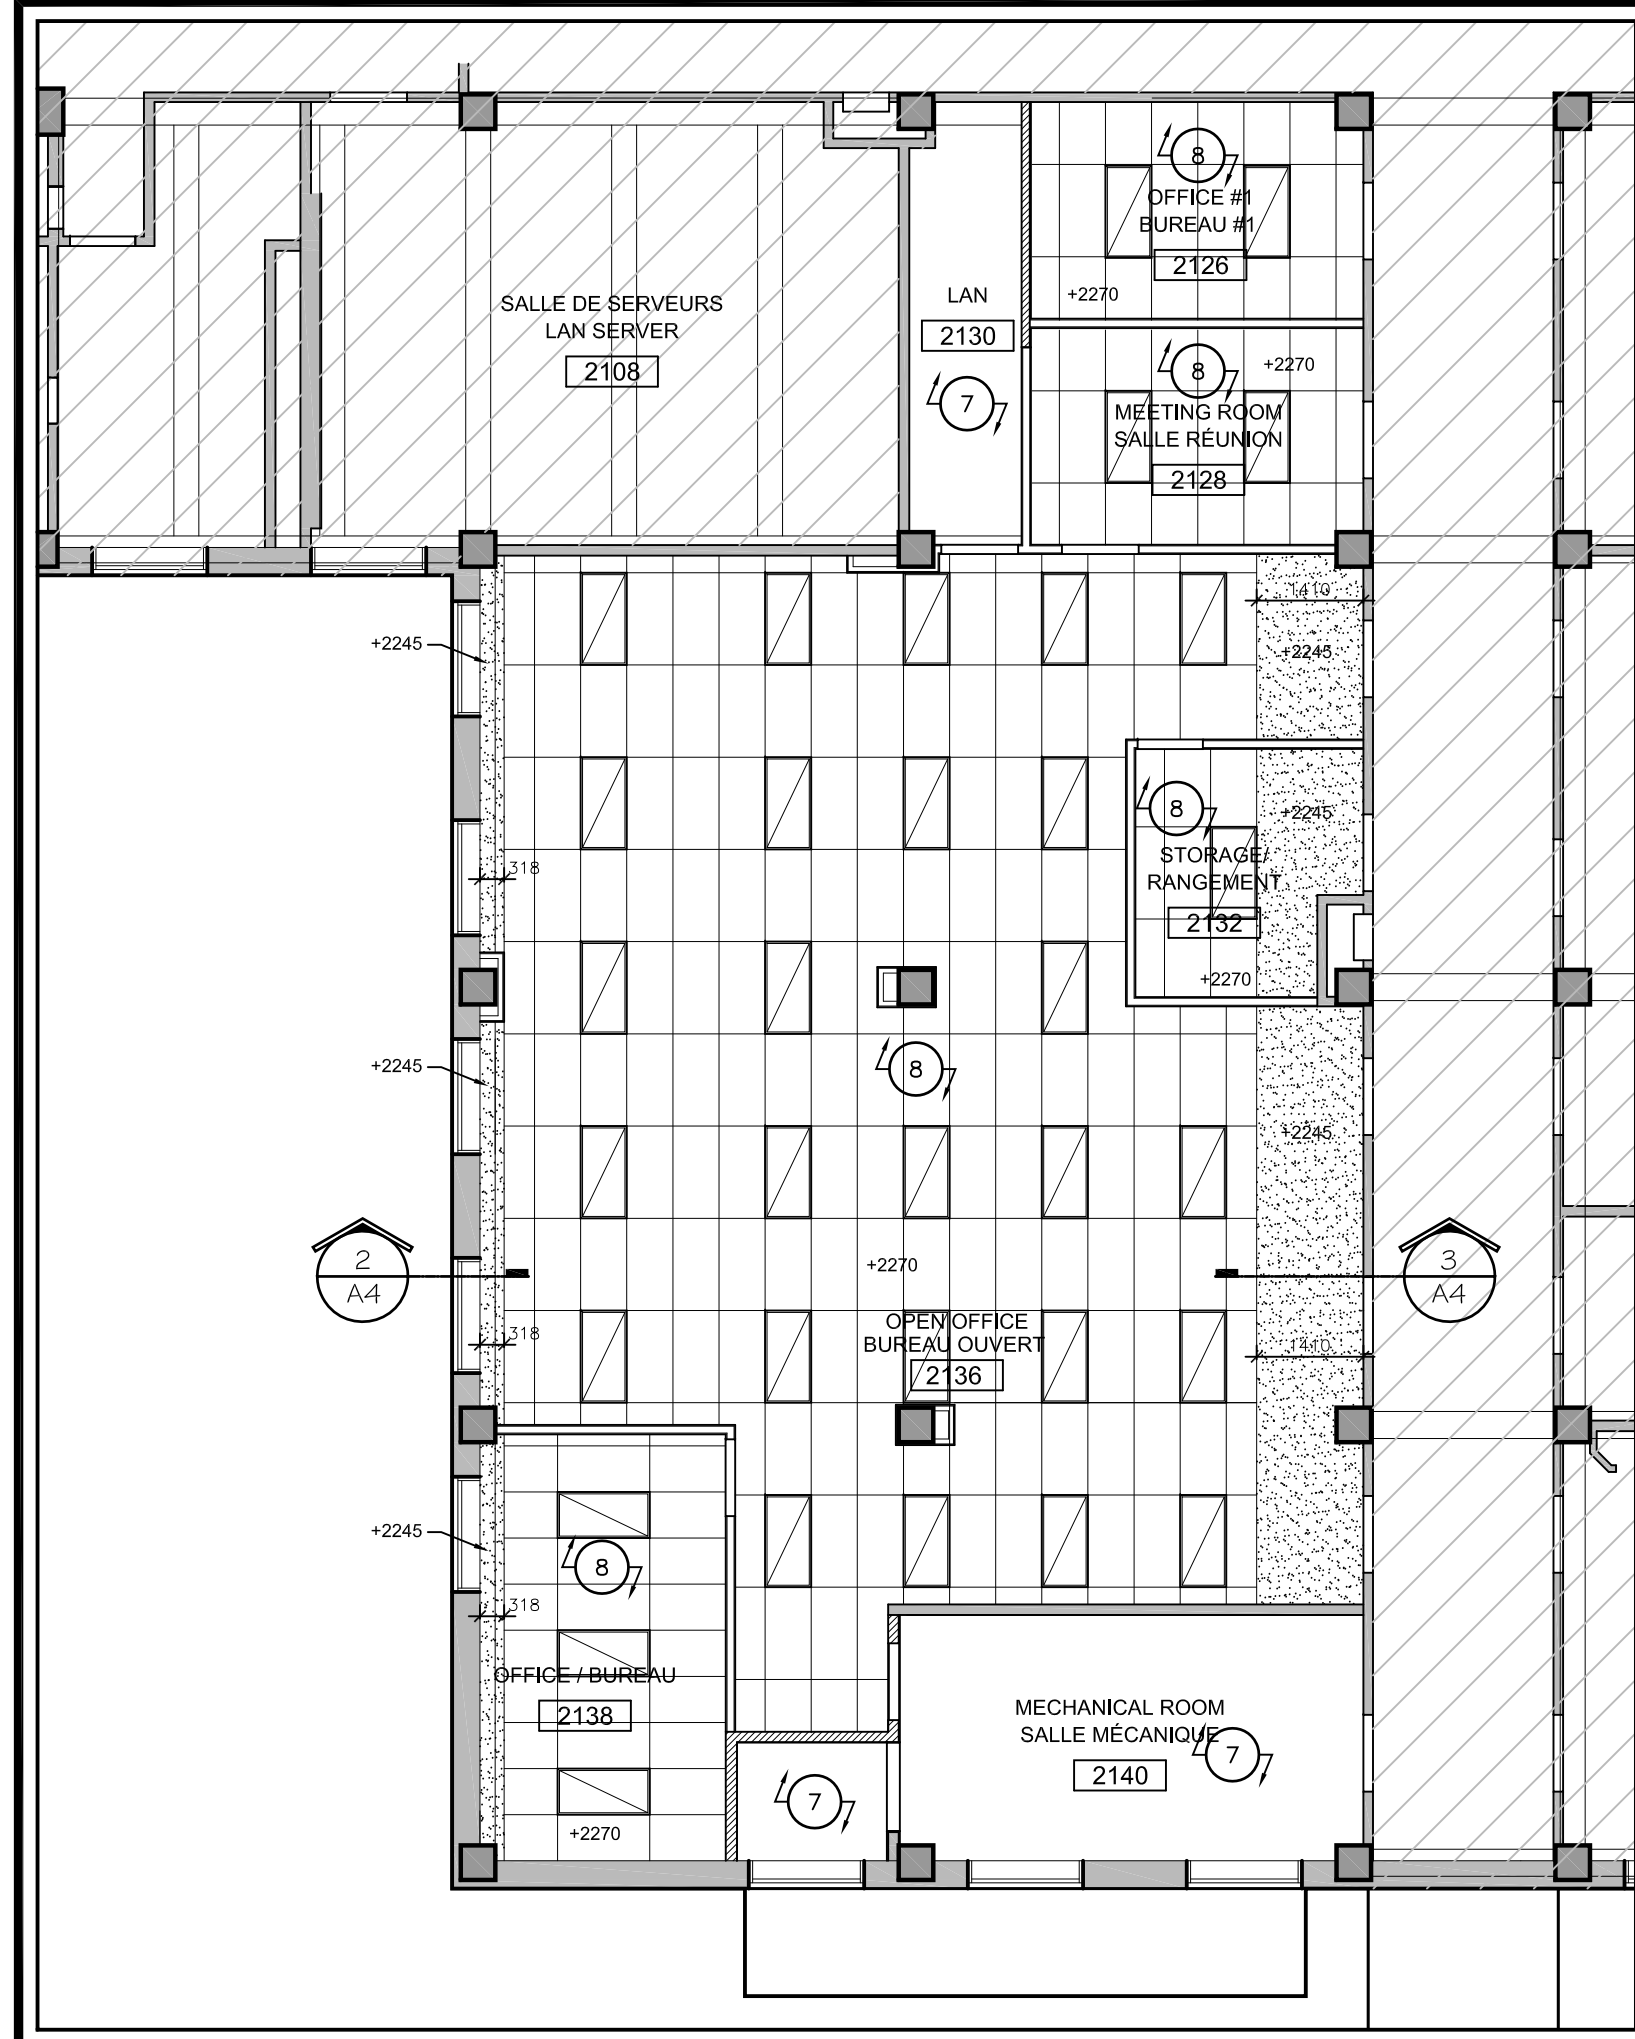 8
OFFICE #1
BUREAU #1
2126
+2270
SALLE DE SERVEURS
LAN SERVER
2108
LAN
2130
7
8
+2270
MEETING ROOM
SALLE RÉUNION
2128
1410
+2245
+2245
8
+2245
STORAGE/
RANGEMENT
2132
+2270
318
8
+2245
+2245
2
A4
3
A4
+2270
OPEN OFFICE
BUREAU OUVERT
2136
318
1410
+2245
8
318
OFFICE / BUREAU
2138
+2270
MECHANICAL ROOM
SALLE MÉCANIQUE
2140
7
7